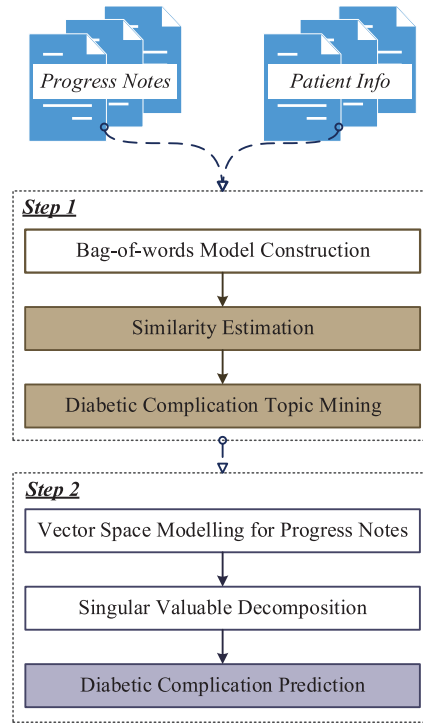 Progress Notes
Patient Info
Step 1
Bag-of-words Model Construction
Similarity Estimation
Diabetic Complication Topic Mining
Step 2
Vector Space Modelling for Progress Notes
Singular Valuable Decomposition
Diabetic Complication Prediction